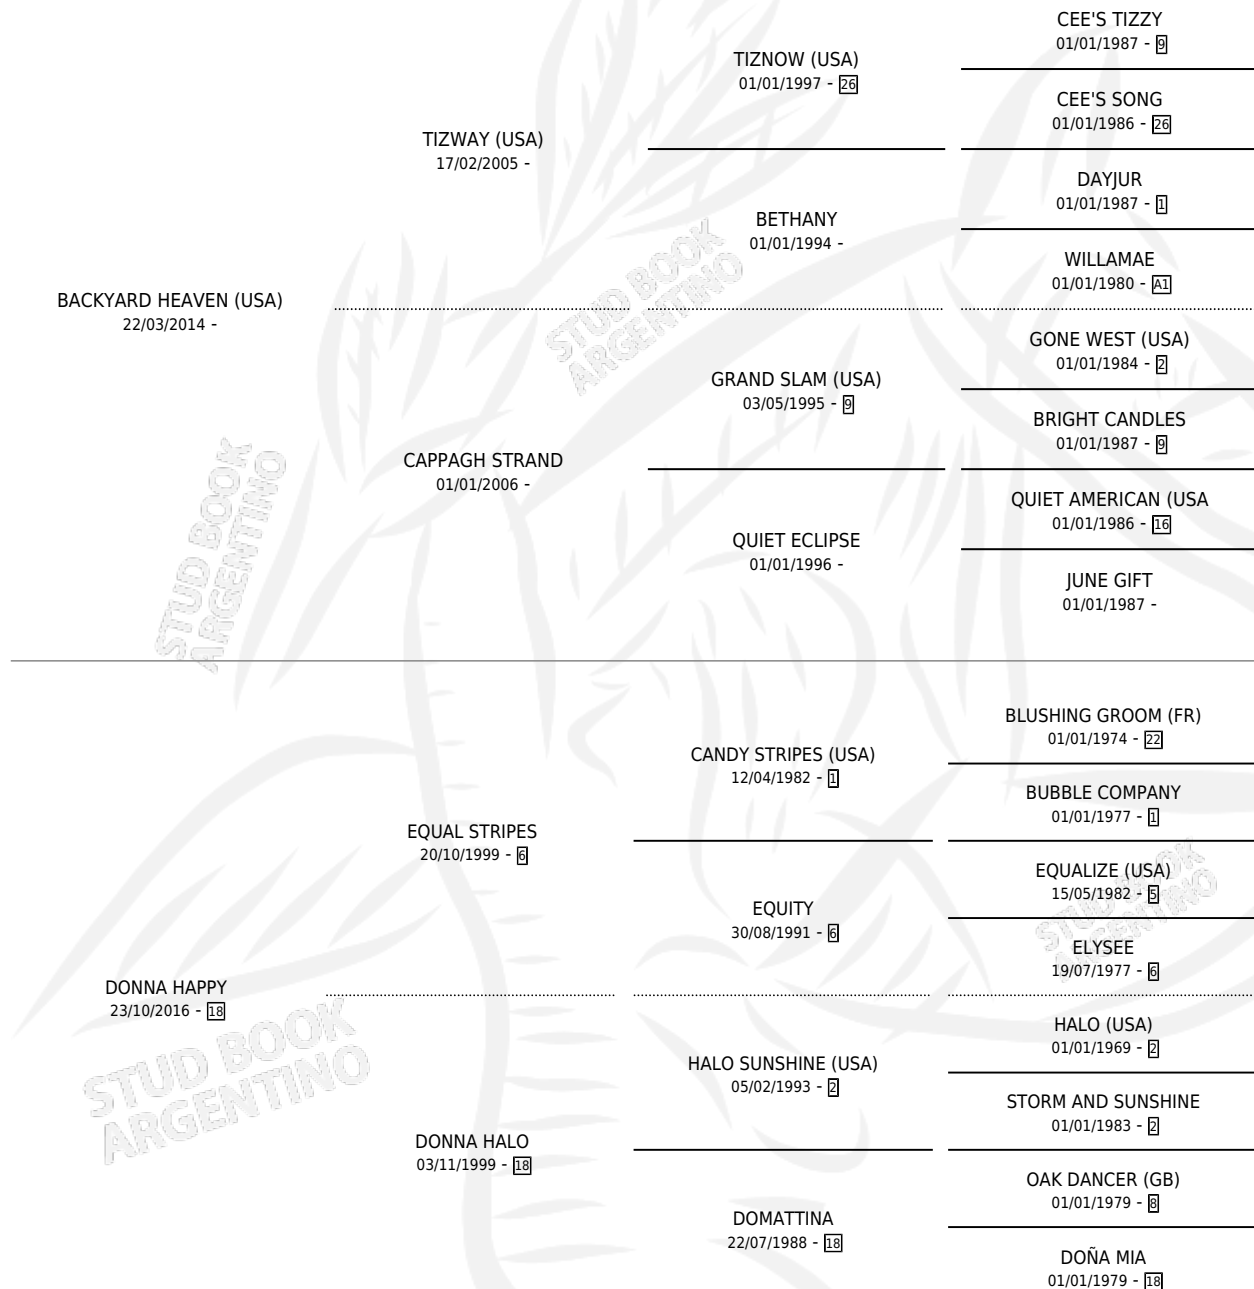 CEE'S TIZZY
01/01/1987 - 9
TIZNOW (USA)
01/01/1997 - 26
CEE'S SONG
01/01/1986 - 26
TIZWAY (USA)
17/02/2005 -
DAYJUR
01/01/1987 - 1
BETHANY
01/01/1994 -
WILLAMAE
01/01/1980 - A1
BACKYARD HEAVEN (USA)
22/03/2014 -
STUD BOOK
ARGENTINO
GONE WEST (USA)
01/01/1984 - 2
GRAND SLAM (USA)
03/05/1995 - 9
BRIGHT CANDLES
01/01/1987 - 9
CAPPAGH STRAND
01/01/2006 -
QUIET AMERICAN (USA
01/01/1986 - 16
QUIET ECLIPSE
01/01/1996 -
JUNE GIFT
01/01/1987 -
STUD BOOK
ARGENTINO
BLUSHING GROOM (FR)
01/01/1974 - 22
CANDY STRIPES (USA)
12/04/1982 - 1
BUBBLE COMPANY
01/01/1977 - 1
EQUAL STRIPES
20/10/1999 - 6
EQUALIZE (USA)
15/05/1982 - 5
EQUITY
30/08/1991 - 6
ELYSEE
19/07/1977 - 6
STUD BOOK
ARGENTINO
DONNA HAPPY
23/10/2016 - 18
HALO (USA)
01/01/1969 - 2
HALO SUNSHINE (USA)
05/02/1993 - 2
STORM AND SUNSHINE
01/01/1983 - 2
STUD BOOK
ARGENTINO
DONNA HALO
03/11/1999 - 18
OAK DANCER (GB)
01/01/1979 - 8
DOMATTINA
22/07/1988 - 18
DOÑA MIA
01/01/1979 - 18